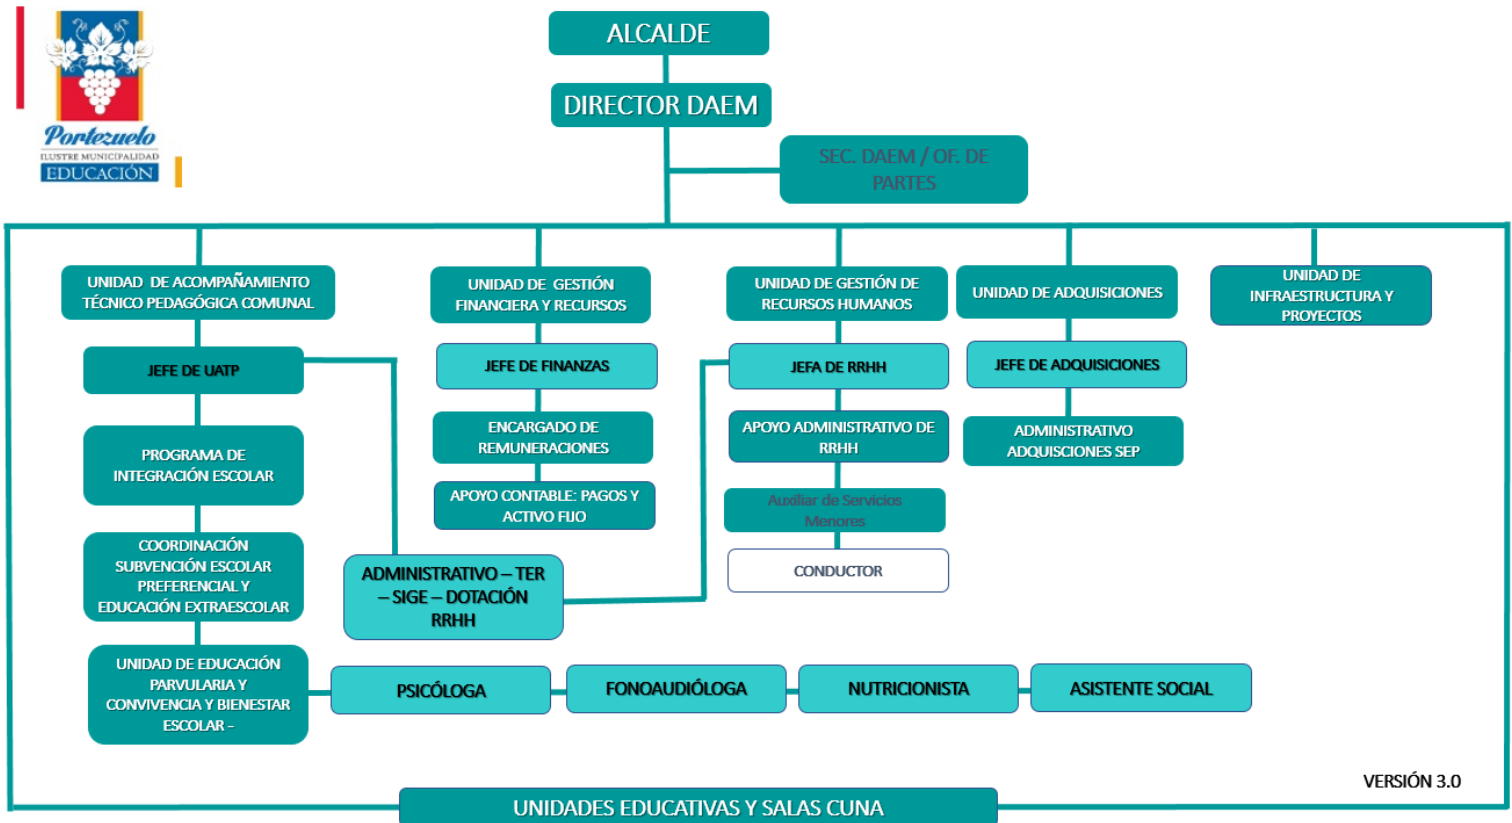 Portezuelo
ILUSTRE MUNICIPALIDAD
EDUCACIÓN
ALCALDE
DIRECTOR DAEM
SEC. DAEM / OF. DE
PARTES
UNIDAD DE ACOMPAÑAMIENTO
TÉCNICO PEDAGÓGICA COMUNAL
UNIDAD DE GESTIÓN
FINANCIERA Y RECURSOS
UNIDAD DE GESTIÓN DE
RECURSOS HUMANOS
UNIDAD DE ADQUISICIONES
UNIDAD DE
INFRAESTRUCTURA Y
PROYECTOS
JEFE DE UATP
JEFE DE FINANZAS
JEFA DE RRHH
JEFE DE ADQUISICIONES
PROGRAMA DE
INTEGRACIÓN ESCOLAR
ENCARGADO DE
REMUNERACIONES
APOYO ADMINISTRATIVO DE
RRHH
ADMINISTRATIVO
ADQUISCIONES SEP
APOYO CONTABLE: PAGOS Y
ACTIVO FIJO
Auxiliar de Servicios
Menores
COORDINACIÓN
SUBVENCIÓN ESCOLAR
PREFERENCIAL Y
EDUCACIÓN EXTRAESCOLAR
ADMINISTRATIVO – TER
– SIGE – DOTACIÓN
RRHH
CONDUCTOR
UNIDAD DE EDUCACIÓN
PARVULARIA Y
CONVIVENCIA Y BIENESTAR
ESCOLAR -
PSICÓLOGA
FONOAUDIÓLOGA
NUTRICIONISTA
ASISTENTE SOCIAL
VERSIÓN 3.0
UNIDADES EDUCATIVAS Y SALAS CUNA